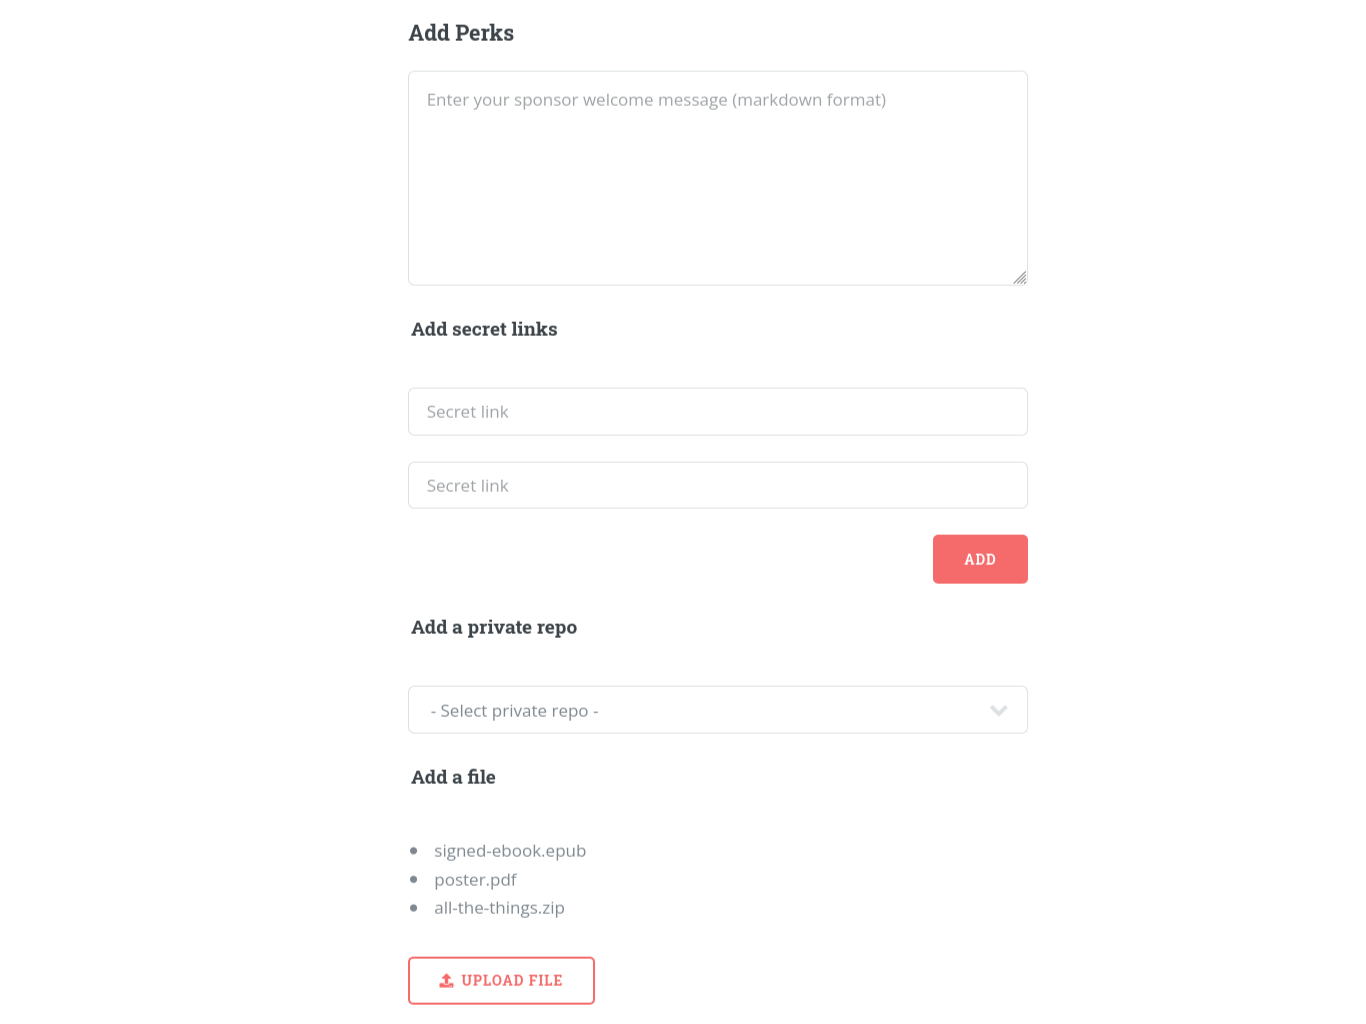 Add Perks
Enter your sponsor welcome message (markdown format)
Add secret links
Secret link
Secret link
ADD
Add a private repo
- Select private repo -
Add a file
signed-ebook.epub
poster.pdf
all-the-things.zip
UPLOAD FILE